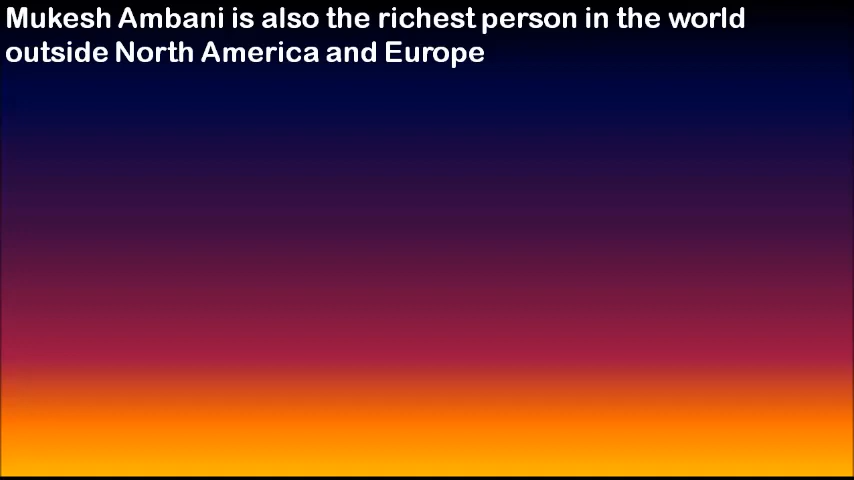 Mukesh Ambani is also the richest person in the world
outside North America and Europe